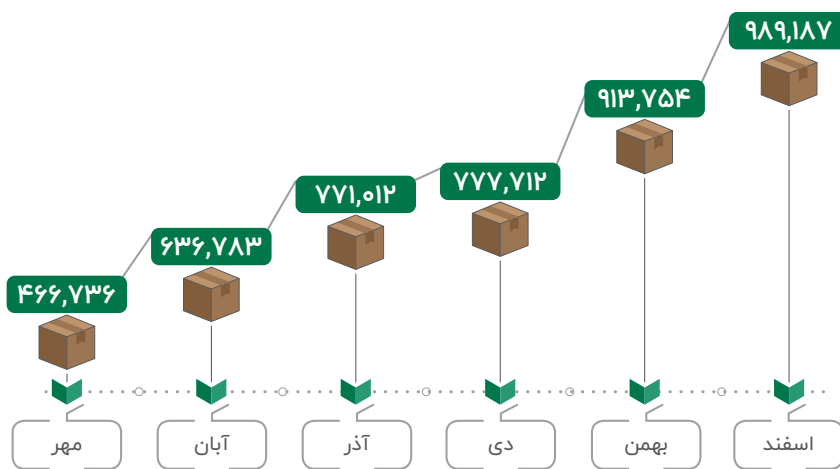 ۹۸۹,۱۸۷
۹۱۳,۷۵۴
۷۷۷,۷۱۲
۷۷۱,۰۱۲
۶۳۶,۷۸۳
۴۶۶,۷۳۶
مهر
آبان
آذر
دی
بهمن
اسفند